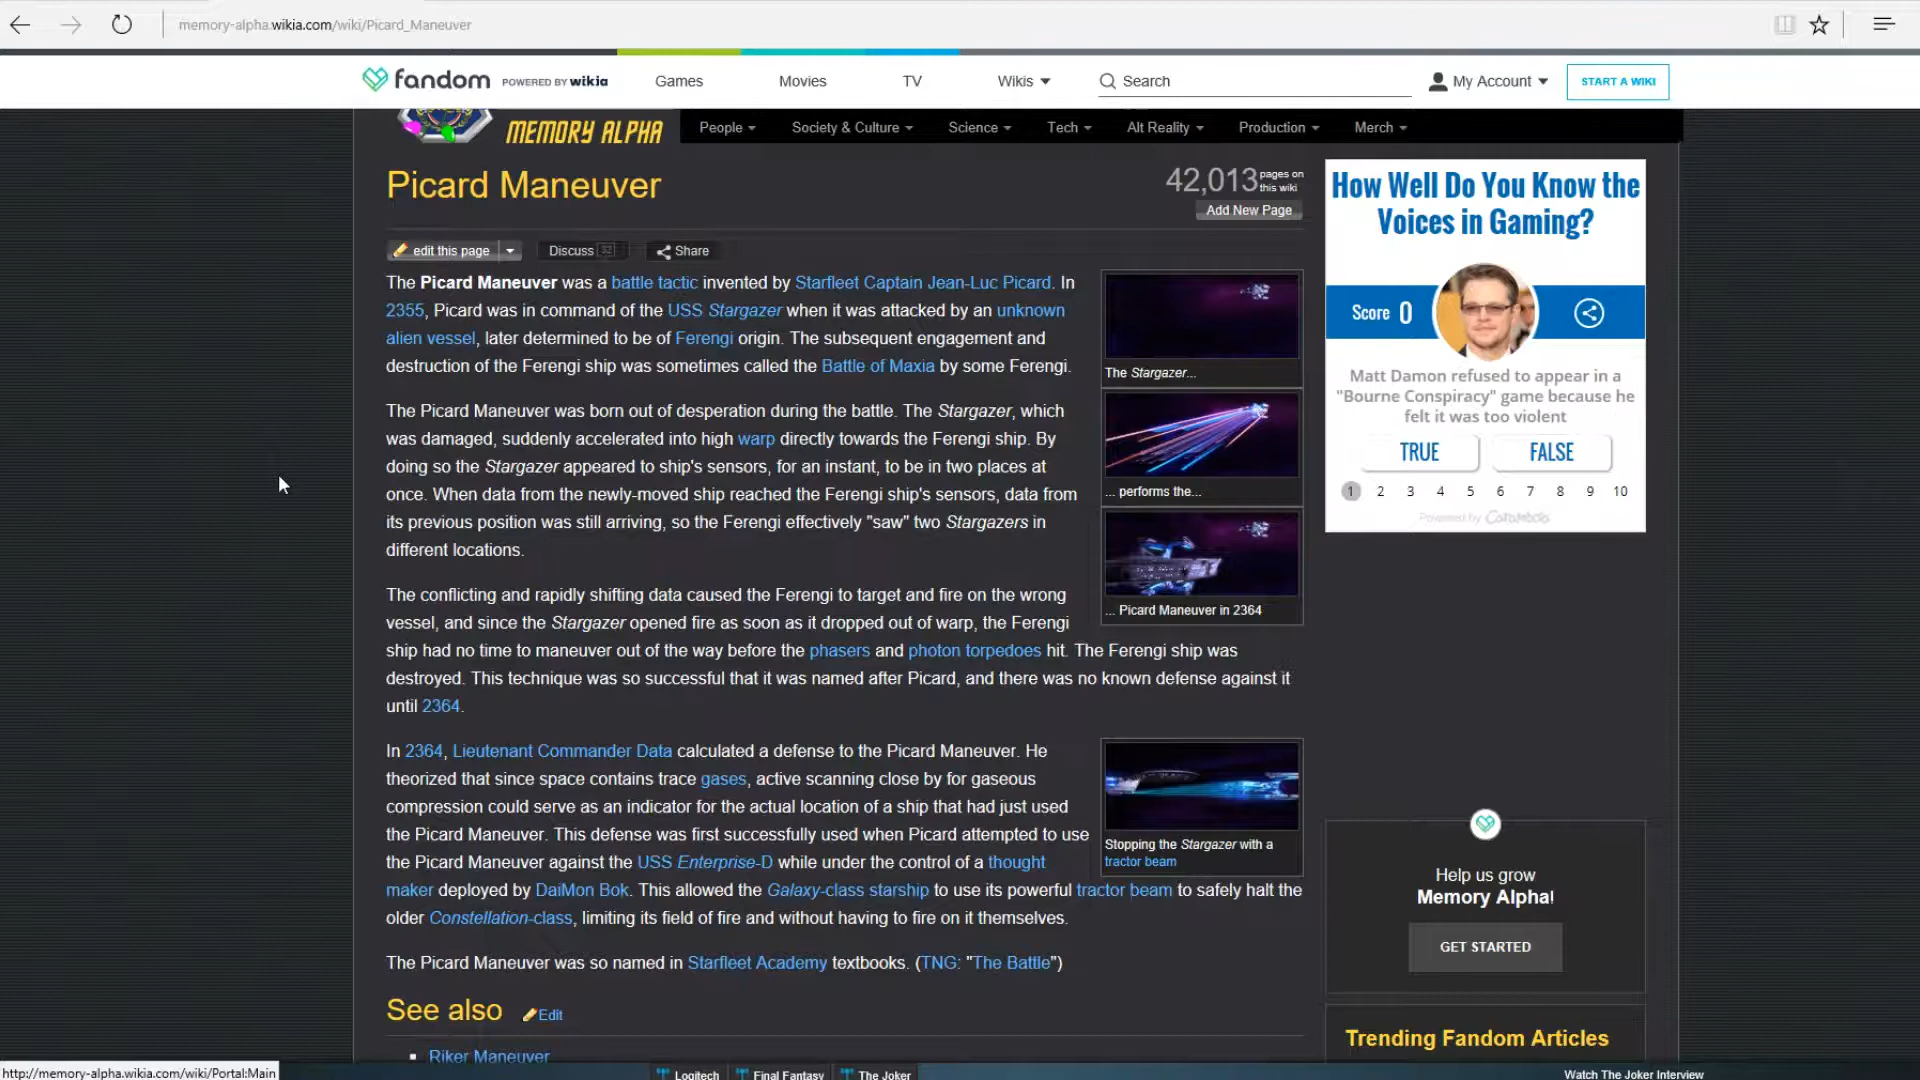 memory-alpha.wikia.com/wiki/Picard_Maneuver
fandom POWERED BY wikia
Games
Movies
TV
Wikis
Search
My Account
START A WIKI
MEMORY ALPHA
People
Society & Culture
Science
Tech
Alt Reality
Production
Merch
Picard Maneuver
42,013 pages on this wiki
Add New Page
edit this page
Discuss 32
Share
The Picard Maneuver was a battle tactic invented by Starfleet Captain Jean-Luc Picard. In
2355, Picard was in command of the USS Stargazer when it was attacked by an unknown
alien vessel, later determined to be of Ferengi origin. The subsequent engagement and
destruction of the Ferengi ship was sometimes called the Battle of Maxia by some Ferengi.
The Stargazer...
The Picard Maneuver was born out of desperation during the battle. The Stargazer, which
was damaged, suddenly accelerated into high warp directly towards the Ferengi ship. By
doing so the Stargazer appeared to ship's sensors, for an instant, to be in two places at
once. When data from the newly-moved ship reached the Ferengi ship's sensors, data from
its previous position was still arriving, so the Ferengi effectively "saw" two Stargazers in
different locations.
... performs the...
The conflicting and rapidly shifting data caused the Ferengi to target and fire on the wrong
vessel, and since the Stargazer opened fire as soon as it dropped out of warp, the Ferengi
ship had no time to maneuver out of the way before the phasers and photon torpedoes hit. The Ferengi ship was
destroyed. This technique was so successful that it was named after Picard, and there was no known defense against it
until 2364.
... Picard Maneuver in 2364
In 2364, Lieutenant Commander Data calculated a defense to the Picard Maneuver. He
theorized that since space contains trace gases, active scanning close by for gaseous
compression could serve as an indicator for the actual location of a ship that had just used
the Picard Maneuver. This defense was first successfully used when Picard attempted to use
the Picard Maneuver against the USS Enterprise-D while under the control of a thought
maker deployed by DaiMon Bok. This allowed the Galaxy-class starship to use its powerful tractor beam to safely halt the
older Constellation-class, limiting its field of fire and without having to fire on it themselves.
Stopping the Stargazer with a
tractor beam
The Picard Maneuver was so named in Starfleet Academy textbooks. (TNG: "The Battle")
See also
Edit
Riker Maneuver
How Well Do You Know the
Voices in Gaming?
Score 0
Matt Damon refused to appear in a
"Bourne Conspiracy" game because he
felt it was too violent
TRUE
FALSE
1 2 3 4 5 6 7 8 9 10
Powered by Carambola
Help us grow
Memory Alpha!
GET STARTED
Trending Fandom Articles
http://memory-alpha.wikia.com/wiki/Portal:Main
Logitech
Final Fantasy
The Joker
Watch The Joker Interview